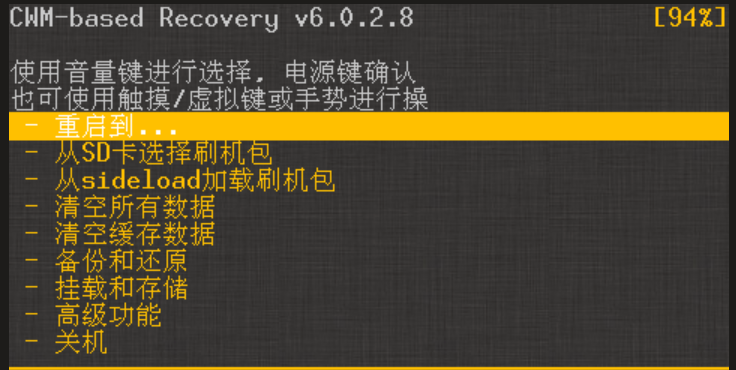 CWM-based Recovery v6.0.2.8 [94%]
使用音量键进行选择, 电源键确认
也可使用触摸/虚拟键或手势进行操
- 重启到...
- 从SD卡选择刷机包
- 从sideload加载刷机包
- 清空所有数据
- 清空缓存数据
- 备份和还原
- 挂载和存储
- 高级功能
- 关机